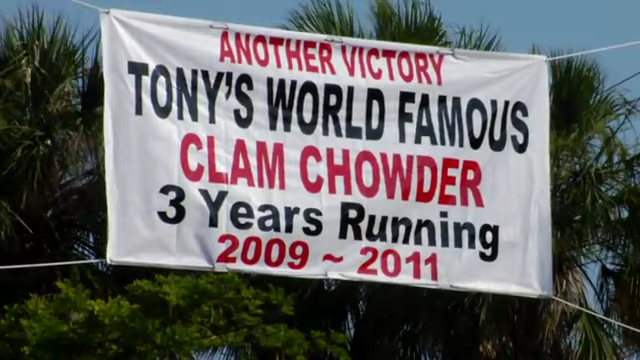 ANOTHER VICTORY
TONY'S WORLD FAMOUS
CLAM CHOWDER
3 Years Running
2009 ~ 2011